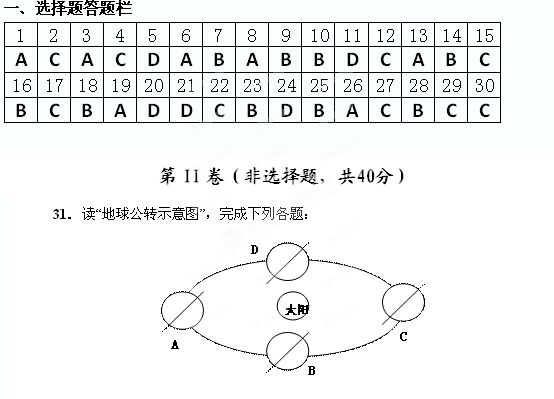 一、选择题答题栏
1 2 3 4 5 6 7 8 9 10 11 12 13 14 15
A C A C D A B A B B D C A B C
16 17 18 19 20 21 22 23 24 25 26 27 28 29 30
B C B A D D C B D B A C B C C
第 II 卷（非选择题，共40分）
31. 读“地球公转示意图”，完成下列各题：
D
太阳
A
C
B